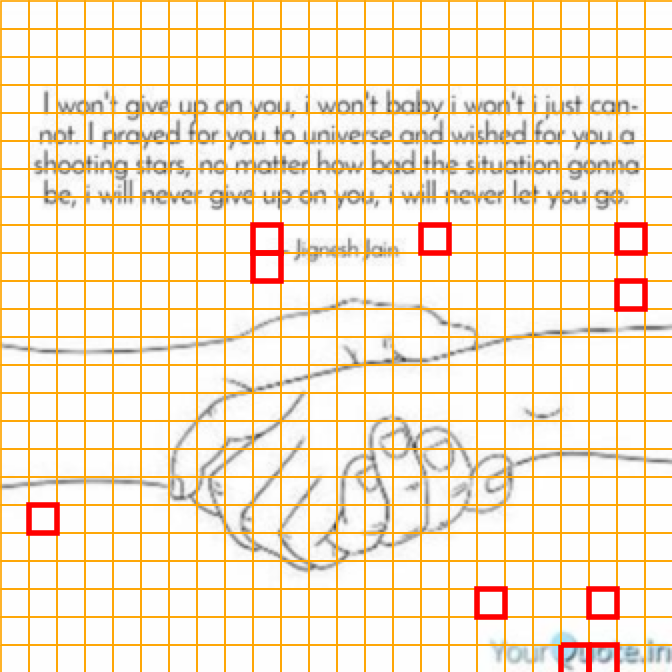 I won't give up on you, i won't baby i won't i just can-
not. I prayed for you to universe and wished for you a
shooting stars, no matter how bad the situation gonna
be, i will never give up on you, i will never let you go.
- Jignesh Jain
YourQuote.in